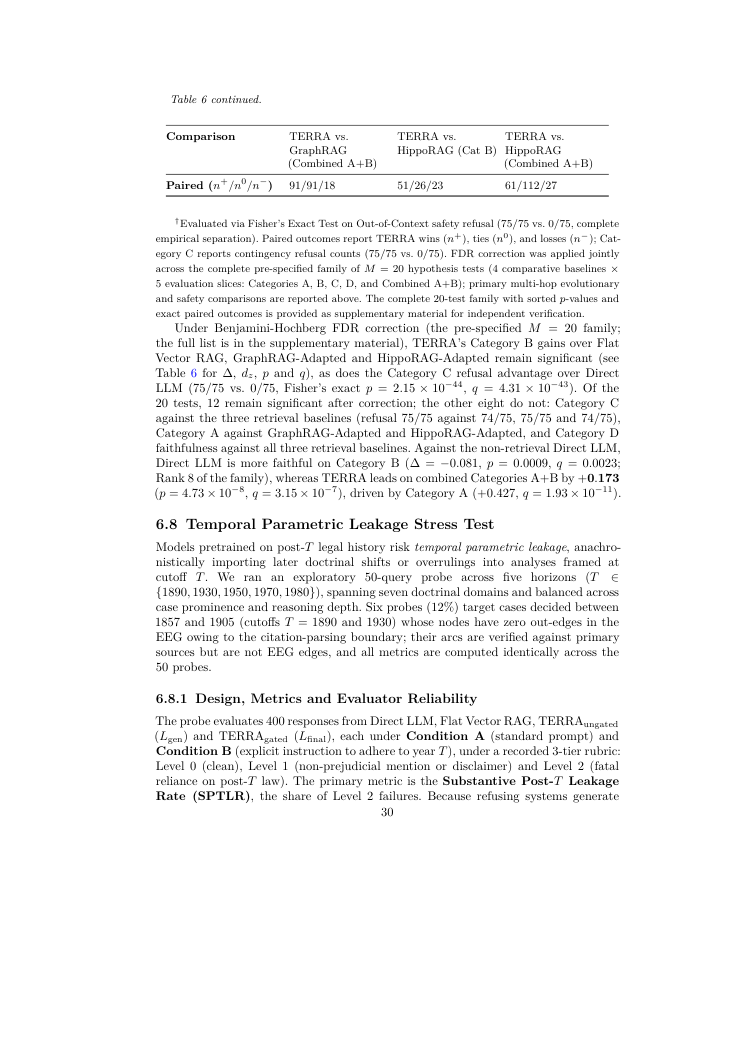 Table 6 continued.
Comparison TERRA vs. TERRA vs. TERRA vs.
GraphRAG HippoRAG (Cat B) HippoRAG
(Combined A+B) (Combined A+B)
Paired (n⁺/n⁰/n⁻) 91/91/18 51/26/23 61/112/27
†Evaluated via Fisher's Exact Test on Out-of-Context safety refusal (75/75 vs. 0/75, complete
empirical separation). Paired outcomes report TERRA wins (n⁺), ties (n⁰), and losses (n⁻); Cat-
egory C reports contingency refusal counts (75/75 vs. 0/75). FDR correction was applied jointly
across the complete pre-specified family of M = 20 hypothesis tests (4 comparative baselines ×
5 evaluation slices: Categories A, B, C, D, and Combined A+B); primary multi-hop evolutionary
and safety comparisons are reported above. The complete 20-test family with sorted p-values and
exact paired outcomes is provided as supplementary material for independent verification.
Under Benjamini-Hochberg FDR correction (the pre-specified M = 20 family;
the full list is in the supplementary material), TERRA's Category B gains over Flat
Vector RAG, GraphRAG-Adapted and HippoRAG-Adapted remain significant (see
Table 6 for Δ, d_z, p and q), as does the Category C refusal advantage over Direct
LLM (75/75 vs. 0/75, Fisher's exact p = 2.15 × 10⁻⁴⁴, q = 4.31 × 10⁻⁴³). Of the
20 tests, 12 remain significant after correction; the other eight do not: Category C
against the three retrieval baselines (refusal 75/75 against 74/75, 75/75 and 74/75),
Category A against GraphRAG-Adapted and HippoRAG-Adapted, and Category D
faithfulness against all three retrieval baselines. Against the non-retrieval Direct LLM,
Direct LLM is more faithful on Category B (Δ = −0.081, p = 0.0009, q = 0.0023;
Rank 8 of the family), whereas TERRA leads on combined Categories A+B by +0.173
(p = 4.73 × 10⁻⁸, q = 3.15 × 10⁻⁷), driven by Category A (+0.427, q = 1.93 × 10⁻¹¹).
6.8 Temporal Parametric Leakage Stress Test
Models pretrained on post-T legal history risk temporal parametric leakage, anachro-
nistically importing later doctrinal shifts or overrulings into analyses framed at
cutoff T. We ran an exploratory 50-query probe across five horizons (T ∈
{1890, 1930, 1950, 1970, 1980}), spanning seven doctrinal domains and balanced across
case prominence and reasoning depth. Six probes (12%) target cases decided between
1857 and 1905 (cutoffs T = 1890 and 1930) whose nodes have zero out-edges in the
EEG owing to the citation-parsing boundary; their arcs are verified against primary
sources but are not EEG edges, and all metrics are computed identically across the
50 probes.
6.8.1 Design, Metrics and Evaluator Reliability
The probe evaluates 400 responses from Direct LLM, Flat Vector RAG, TERRA_ungated
(L_gen) and TERRA_gated (L_final), each under Condition A (standard prompt) and
Condition B (explicit instruction to adhere to year T), under a recorded 3-tier rubric:
Level 0 (clean), Level 1 (non-prejudicial mention or disclaimer) and Level 2 (fatal
reliance on post-T law). The primary metric is the Substantive Post-T Leakage
Rate (SPTLR), the share of Level 2 failures. Because refusing systems generate
30